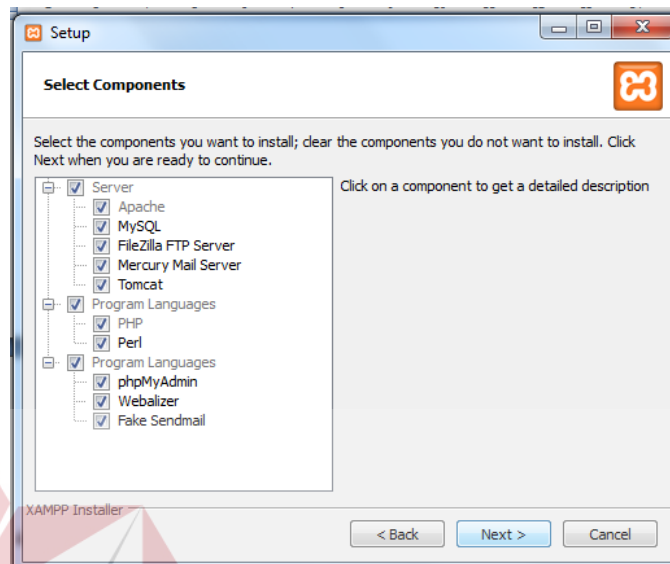 Setup
Select Components
Select the components you want to install; clear the components you do not want to install. Click
Next when you are ready to continue.
Server
Apache
MySQL
FileZilla FTP Server
Mercury Mail Server
Tomcat
Program Languages
PHP
Perl
Program Languages
phpMyAdmin
Webalizer
Fake Sendmail
Click on a component to get a detailed description
XAMPP Installer
< Back
Next >
Cancel